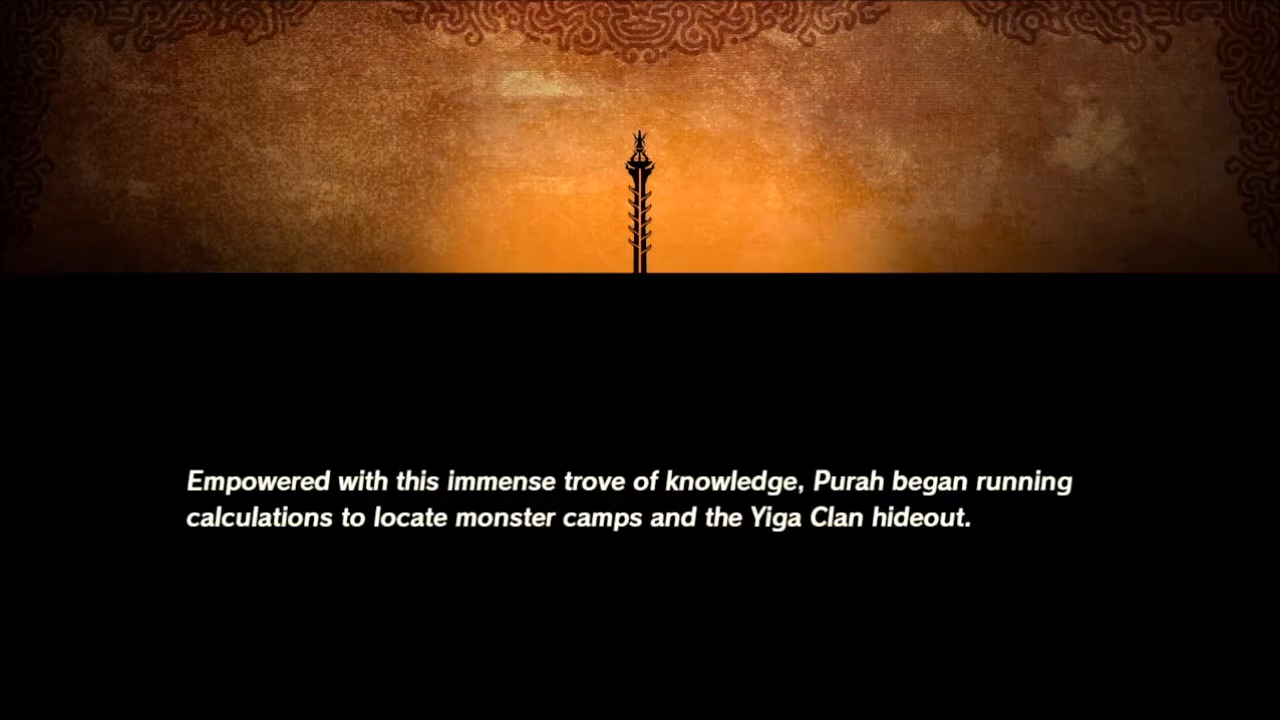 Empowered with this immense trove of knowledge, Purah began running
calculations to locate monster camps and the Yiga Clan hideout.